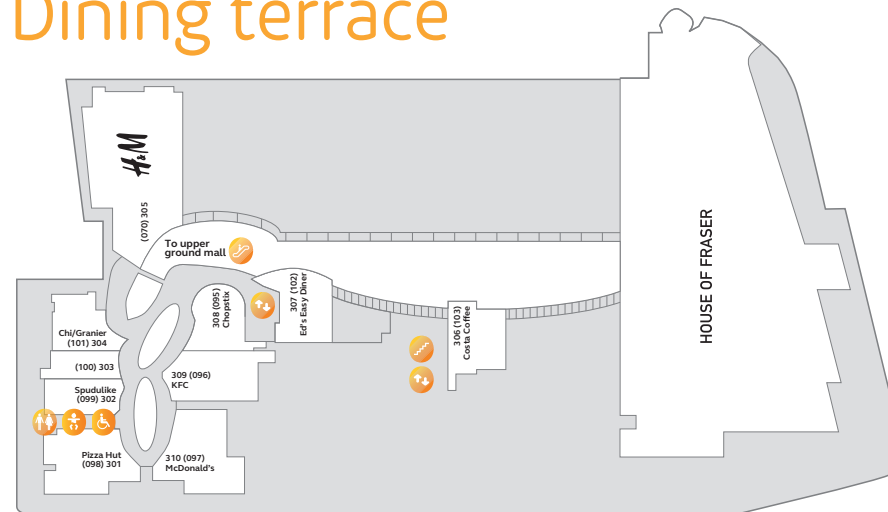 Dining terrace
H&M
(070) 305
To upper
ground mall
HOUSE OF FRASER
308 (095)
Chopstix
307 (102)
Ed's Easy Diner
306 (103)
Costa Coffee
Chi/Granier
(101) 304
(100) 303
309 (096)
KFC
Spudulike
(099) 302
Pizza Hut
(098) 301
310 (097)
McDonald's